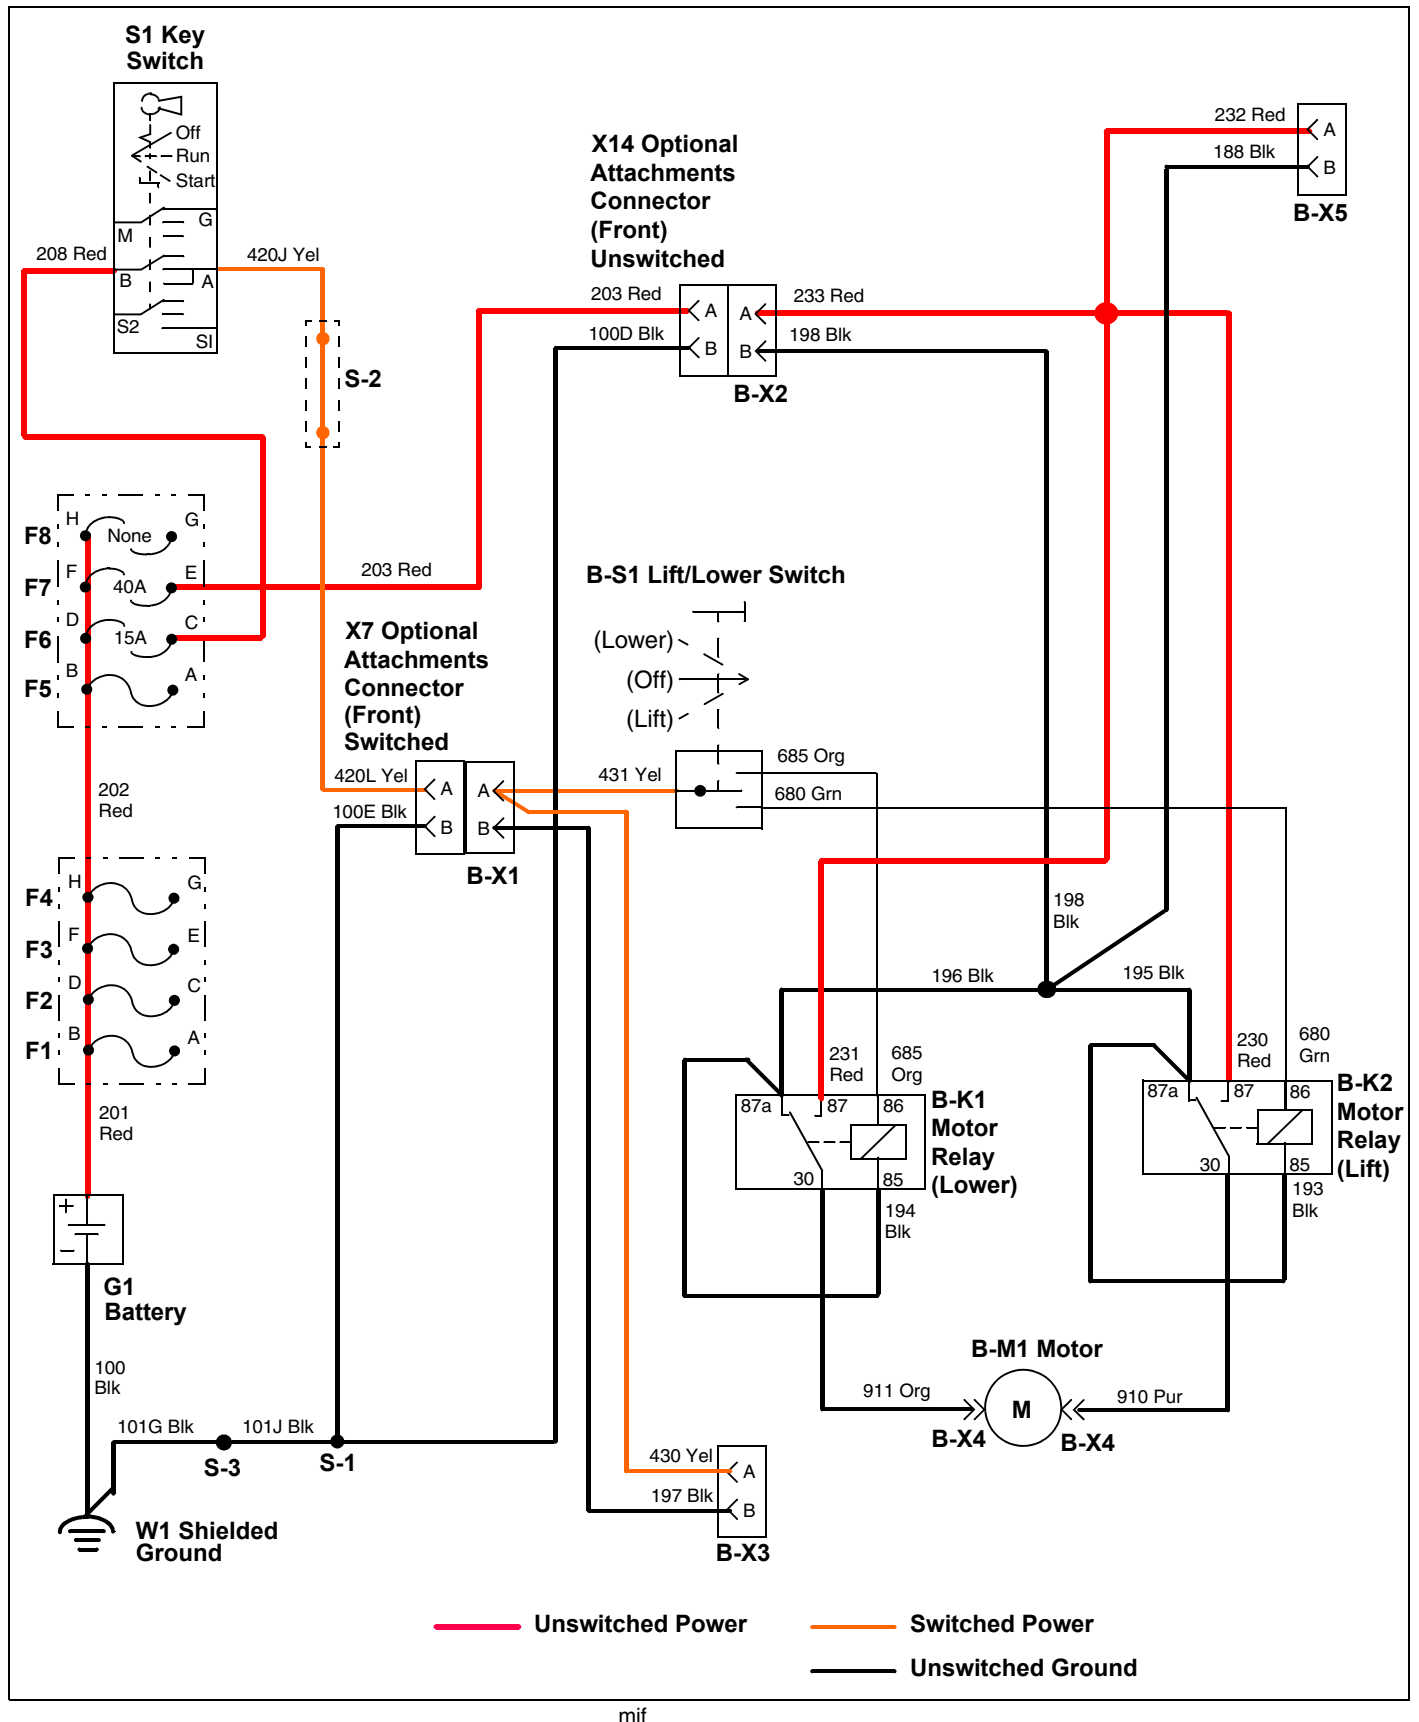 S1 Key
Switch
Off
Run
Start
M
G
B
A
S2
SI
208 Red
420J Yel
S-2
X14 Optional
Attachments
Connector
(Front)
Unswitched
203 Red
100D Blk
A
B
A
B
233 Red
198 Blk
B-X2
232 Red
188 Blk
A
B
B-X5
F8
H
None
G
F7
F
40A
E
F6
D
15A
C
F5
B
A
203 Red
B-S1 Lift/Lower Switch
(Lower)
(Off)
(Lift)
X7 Optional
Attachments
Connector
(Front)
Switched
420L Yel
100E Blk
A
B
A
B
B-X1
431 Yel
685 Org
680 Grn
202
Red
F4
H
G
F3
F
E
F2
D
C
F1
B
A
201
Red
198
Blk
196 Blk
195 Blk
231
Red
685
Org
87a
87
86
30
85
B-K1
Motor
Relay
(Lower)
194
Blk
230
Red
680
Grn
87a
87
86
30
85
B-K2
Motor
Relay
(Lift)
193
Blk
+
–
G1
Battery
100
Blk
101G Blk
101J Blk
S-3
S-1
W1 Shielded
Ground
B-M1 Motor
911 Org
910 Pur
M
B-X4
B-X4
430 Yel
197 Blk
A
B
B-X3
Unswitched Power
Switched Power
Unswitched Ground
mif